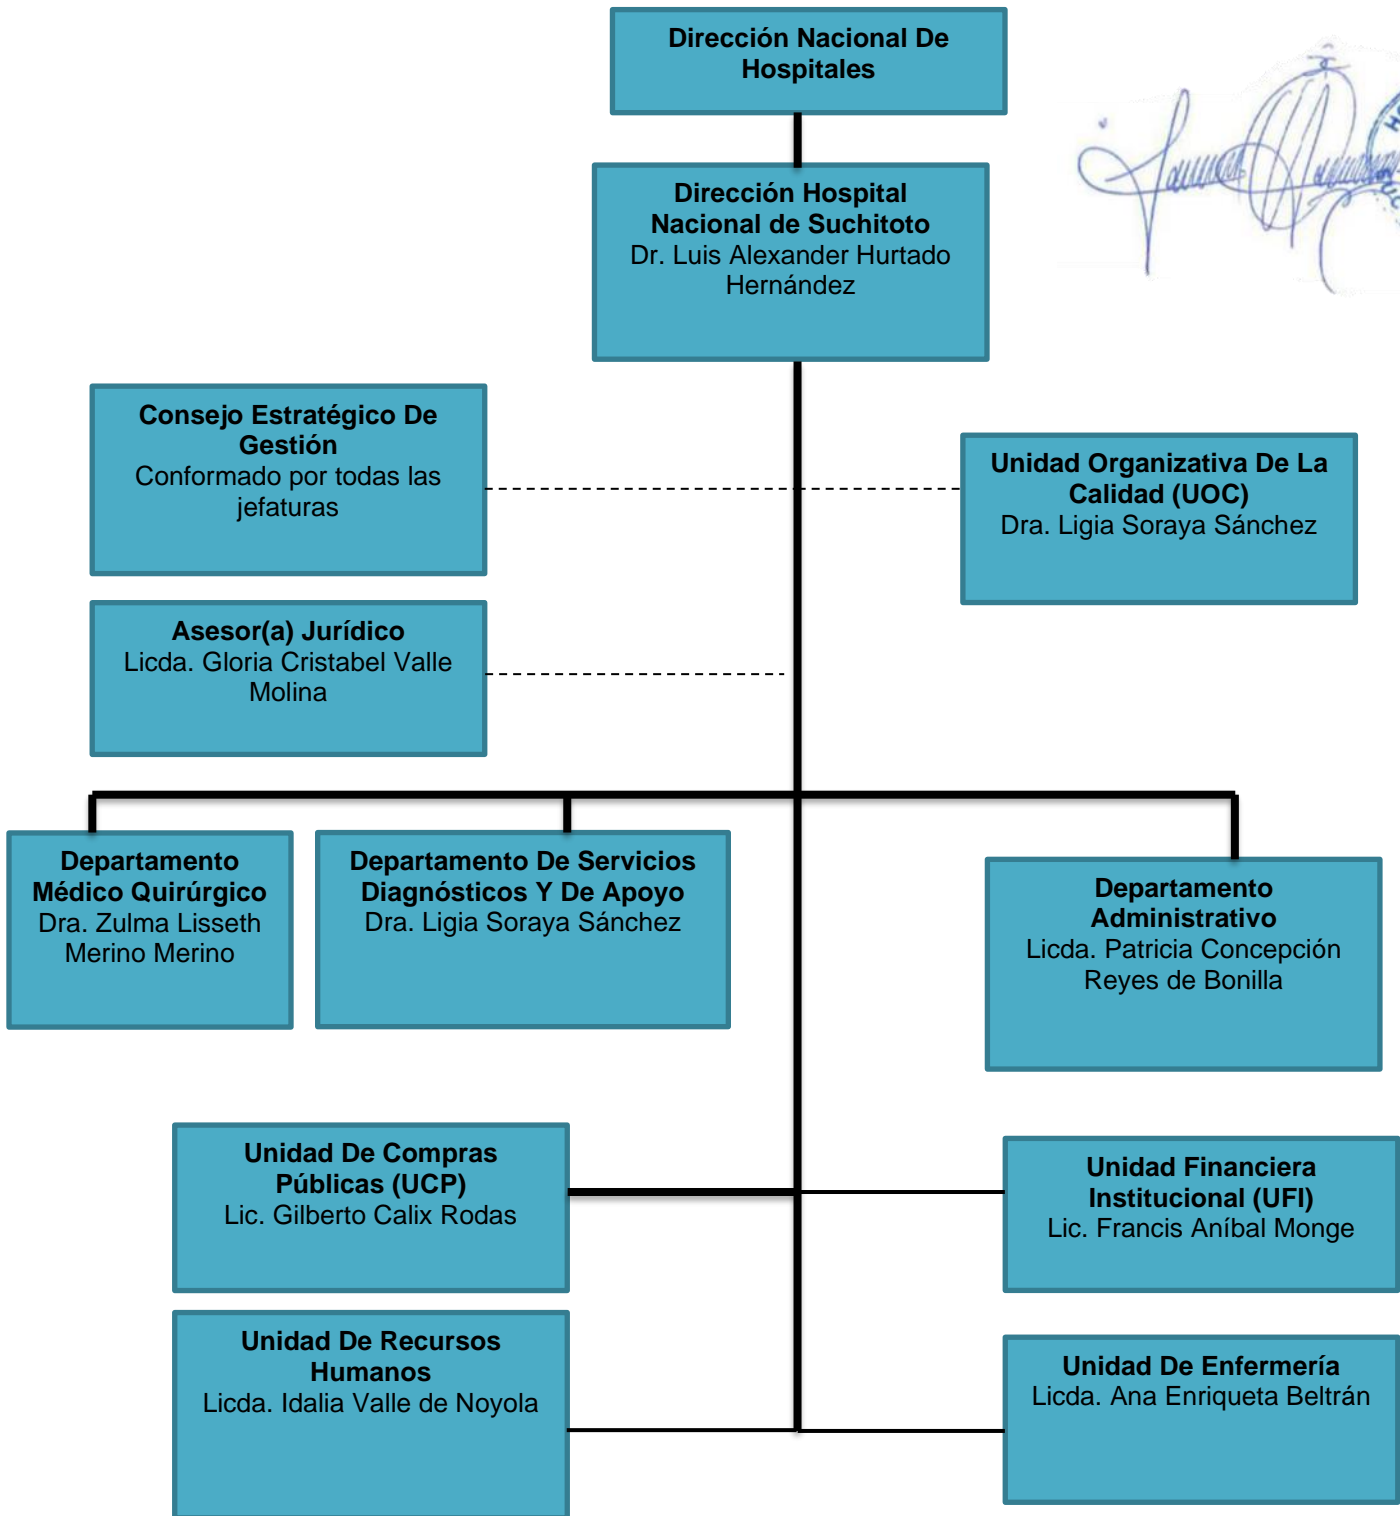 Dirección Nacional De
Hospitales
Dirección Hospital
Nacional de Suchitoto
Dr. Luis Alexander Hurtado
Hernández
Consejo Estratégico De
Gestión
Conformado por todas las
jefaturas
Unidad Organizativa De La
Calidad (UOC)
Dra. Ligia Soraya Sánchez
Asesor(a) Jurídico
Licda. Gloria Cristabel Valle
Molina
Departamento
Médico Quirúrgico
Dra. Zulma Lisseth
Merino Merino
Departamento De Servicios
Diagnósticos Y De Apoyo
Dra. Ligia Soraya Sánchez
Departamento
Administrativo
Licda. Patricia Concepción
Reyes de Bonilla
Unidad De Compras
Públicas (UCP)
Lic. Gilberto Calix Rodas
Unidad Financiera
Institucional (UFI)
Lic. Francis Aníbal Monge
Unidad De Recursos
Humanos
Licda. Idalia Valle de Noyola
Unidad De Enfermería
Licda. Ana Enriqueta Beltrán